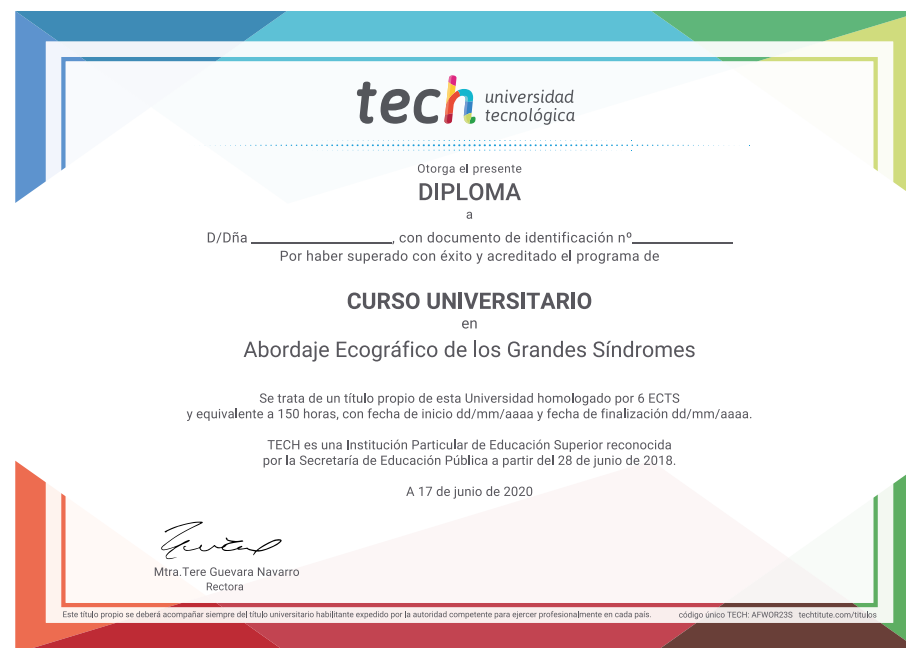 tech universidad
tecnológica
Otorga el presente
DIPLOMA
a
D/Dña ____________________, con documento de identificación nº______________
Por haber superado con éxito y acreditado el programa de
CURSO UNIVERSITARIO
en
Abordaje Ecográfico de los Grandes Síndromes
Se trata de un título propio de esta Universidad homologado por 6 ECTS
y equivalente a 150 horas, con fecha de inicio dd/mm/aaaa y fecha de finalización dd/mm/aaaa.
TECH es una Institución Particular de Educación Superior reconocida
por la Secretaría de Educación Pública a partir del 28 de junio de 2018.
A 17 de junio de 2020
Mtra.Tere Guevara Navarro
Rectora
Este título propio se deberá acompañar siempre del título universitario habilitante expedido por la autoridad competente para ejercer profesionalmente en cada país. código único TECH: AFWOR23S techtitute.com/titulos